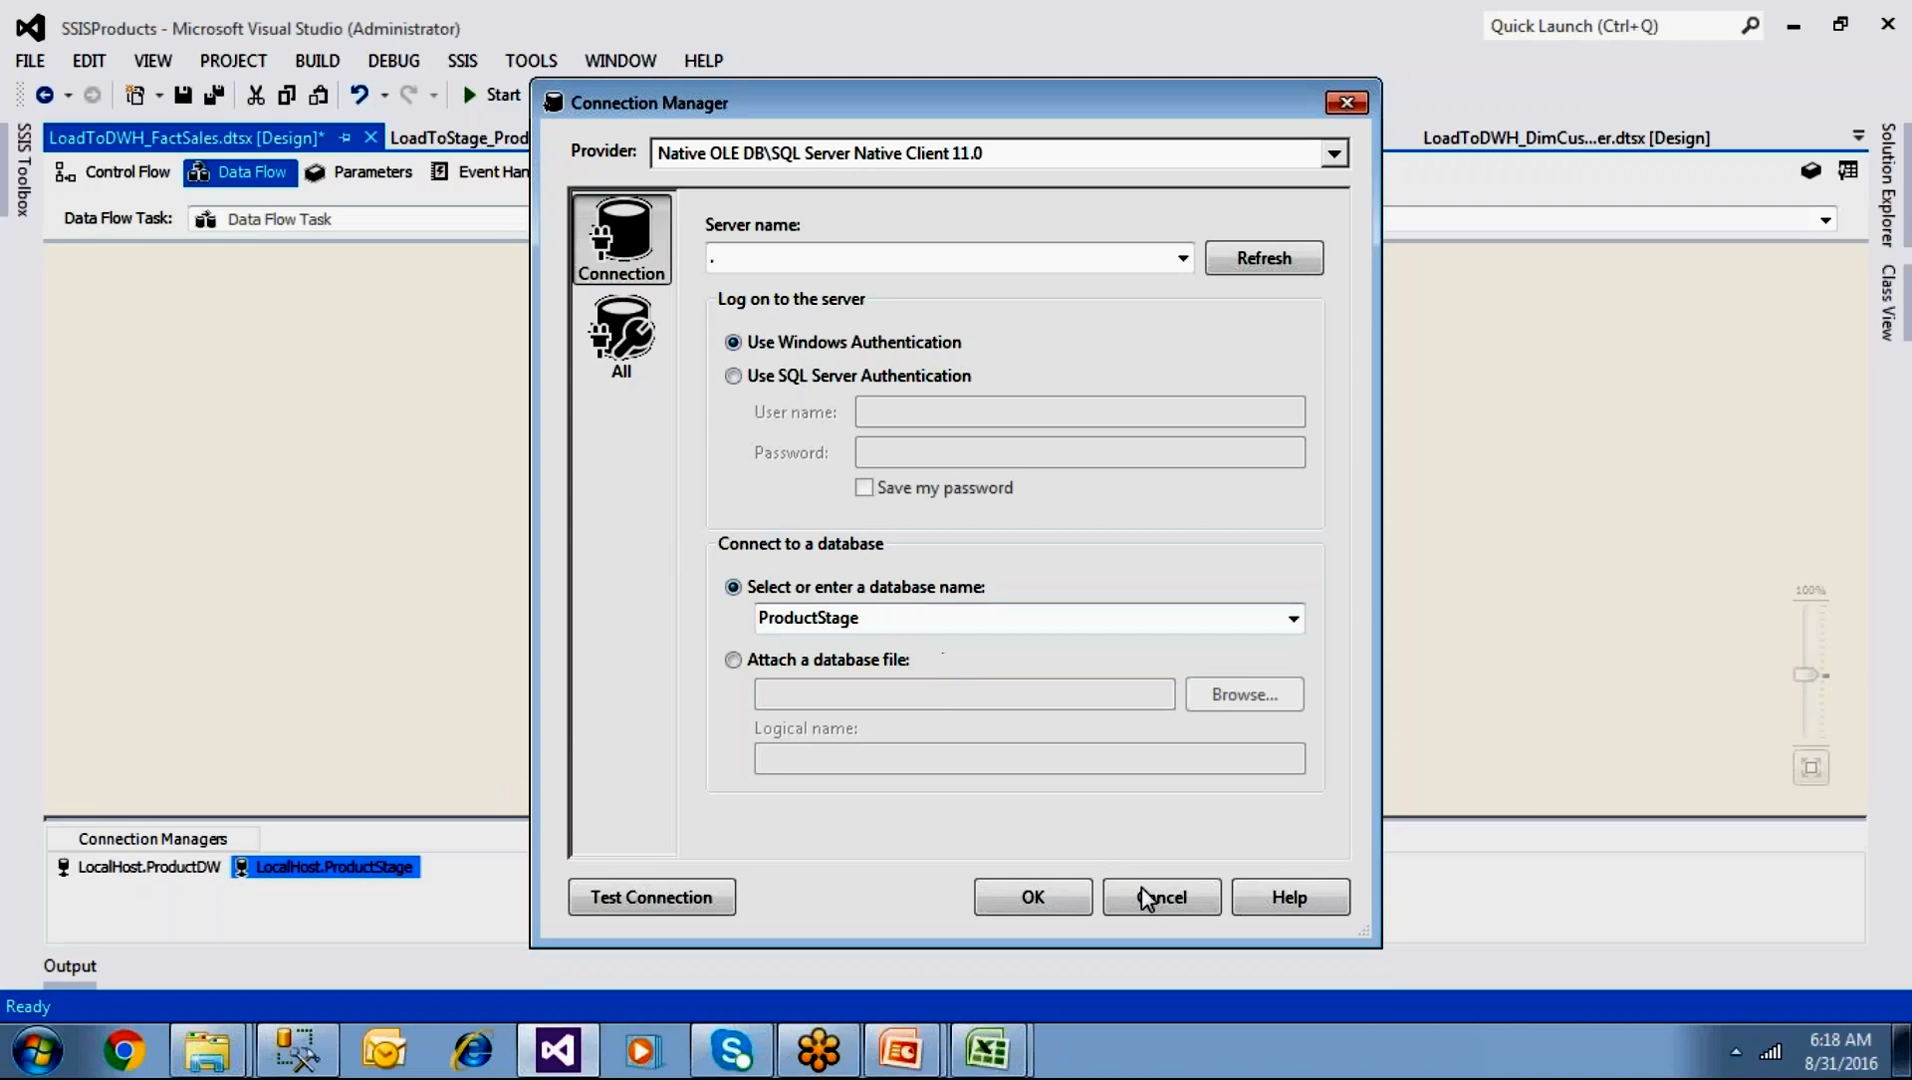 SSISProducts - Microsoft Visual Studio (Administrator)
Quick Launch (Ctrl+Q)
FILE EDIT VIEW PROJECT BUILD DEBUG SSIS TOOLS WINDOW HELP
Start
Connection Manager
Provider:
Native OLE DB\SQL Server Native Client 11.0
SSIS Toolbox
LoadToDWH_FactSales.dtsx [Design]*
LoadToStage_Prod
LoadToDWH_DimCus...er.dtsx [Design]
Control Flow
Data Flow
Parameters
Event Han
Data Flow Task:
Data Flow Task
Solution Explorer
Class View
Connection
All
Server name:
.
Refresh
Log on to the server
Use Windows Authentication
Use SQL Server Authentication
User name:
Password:
Save my password
Connect to a database
Select or enter a database name:
ProductStage
Attach a database file:
Browse...
Logical name:
100%
Connection Managers
LocalHost.ProductDW
LocalHost.ProductStage
Test Connection
OK
Cancel
Help
Output
Ready
6:18 AM
8/31/2016